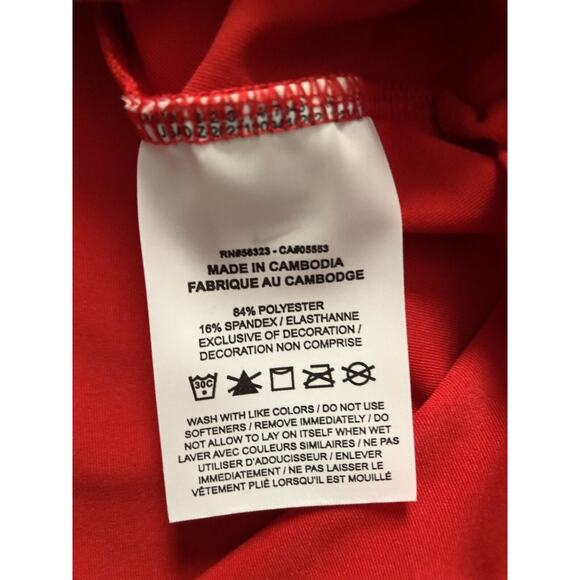 RN#56323 - CA#05553
MADE IN CAMBODIA
FABRIQUE AU CAMBODGE
84% POLYESTER
16% SPANDEX / ELASTHANNE
EXCLUSIVE OF DECORATION /
DECORATION NON COMPRISE
30C
WASH WITH LIKE COLORS / DO NOT USE
SOFTENERS / REMOVE IMMEDIATELY / DO
NOT ALLOW TO LAY ON ITSELF WHEN WET
LAVER AVEC COULEURS SIMILAIRES / NE PAS
UTILISER D'ADOUCISSEUR / ENLEVER
IMMEDIATEMENT / NE PAS LAISSER LE
VÊTEMENT PLIÉ LORSQU'IL EST MOUILLÉ